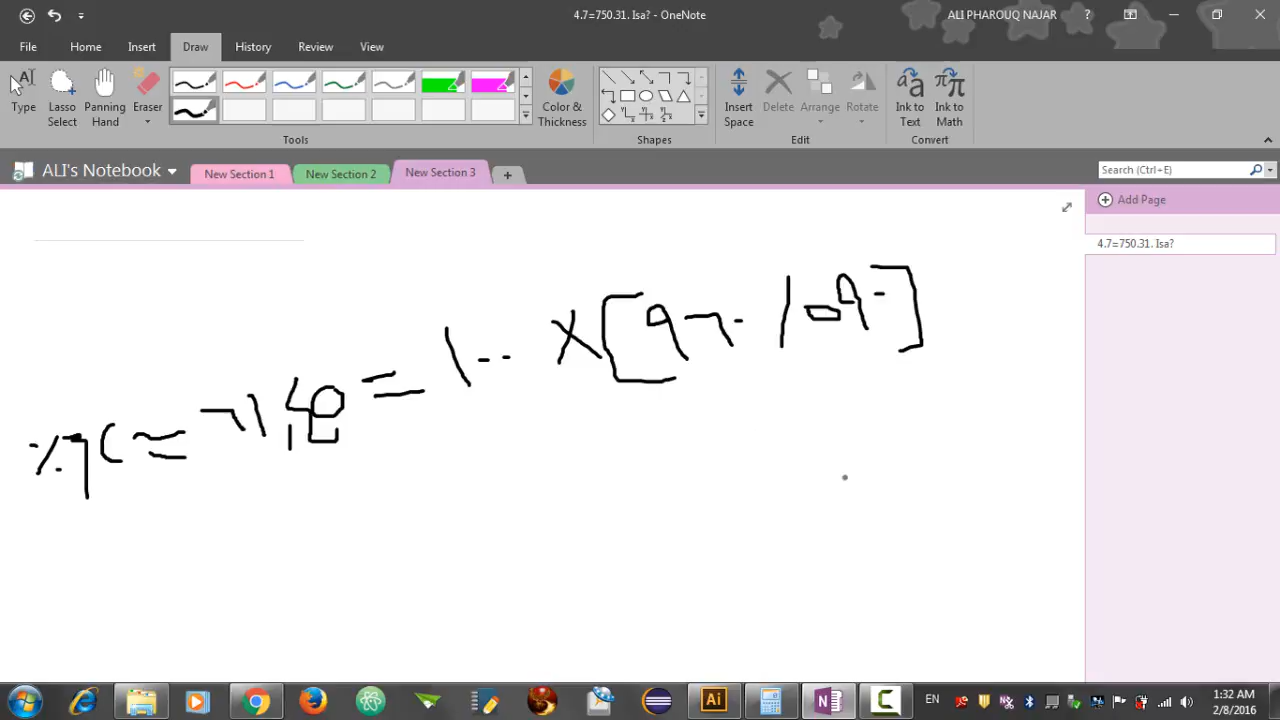 4.7=750.31. Isa? - OneNote
ALI PHAROUQ NAJAR
?
File Home Insert Draw History Review View
Type
Lasso Select
Panning Hand
Eraser
Color & Thickness
Insert Space
Delete
Arrange
Rotate
Ink to Text
Ink to Math
Tools
Shapes
Edit
Convert
ALI's Notebook
New Section 1
New Section 2
New Section 3
Search (Ctrl+E)
Add Page
4.7=750.31. Isa?
EN
1:32 AM
2/8/2016